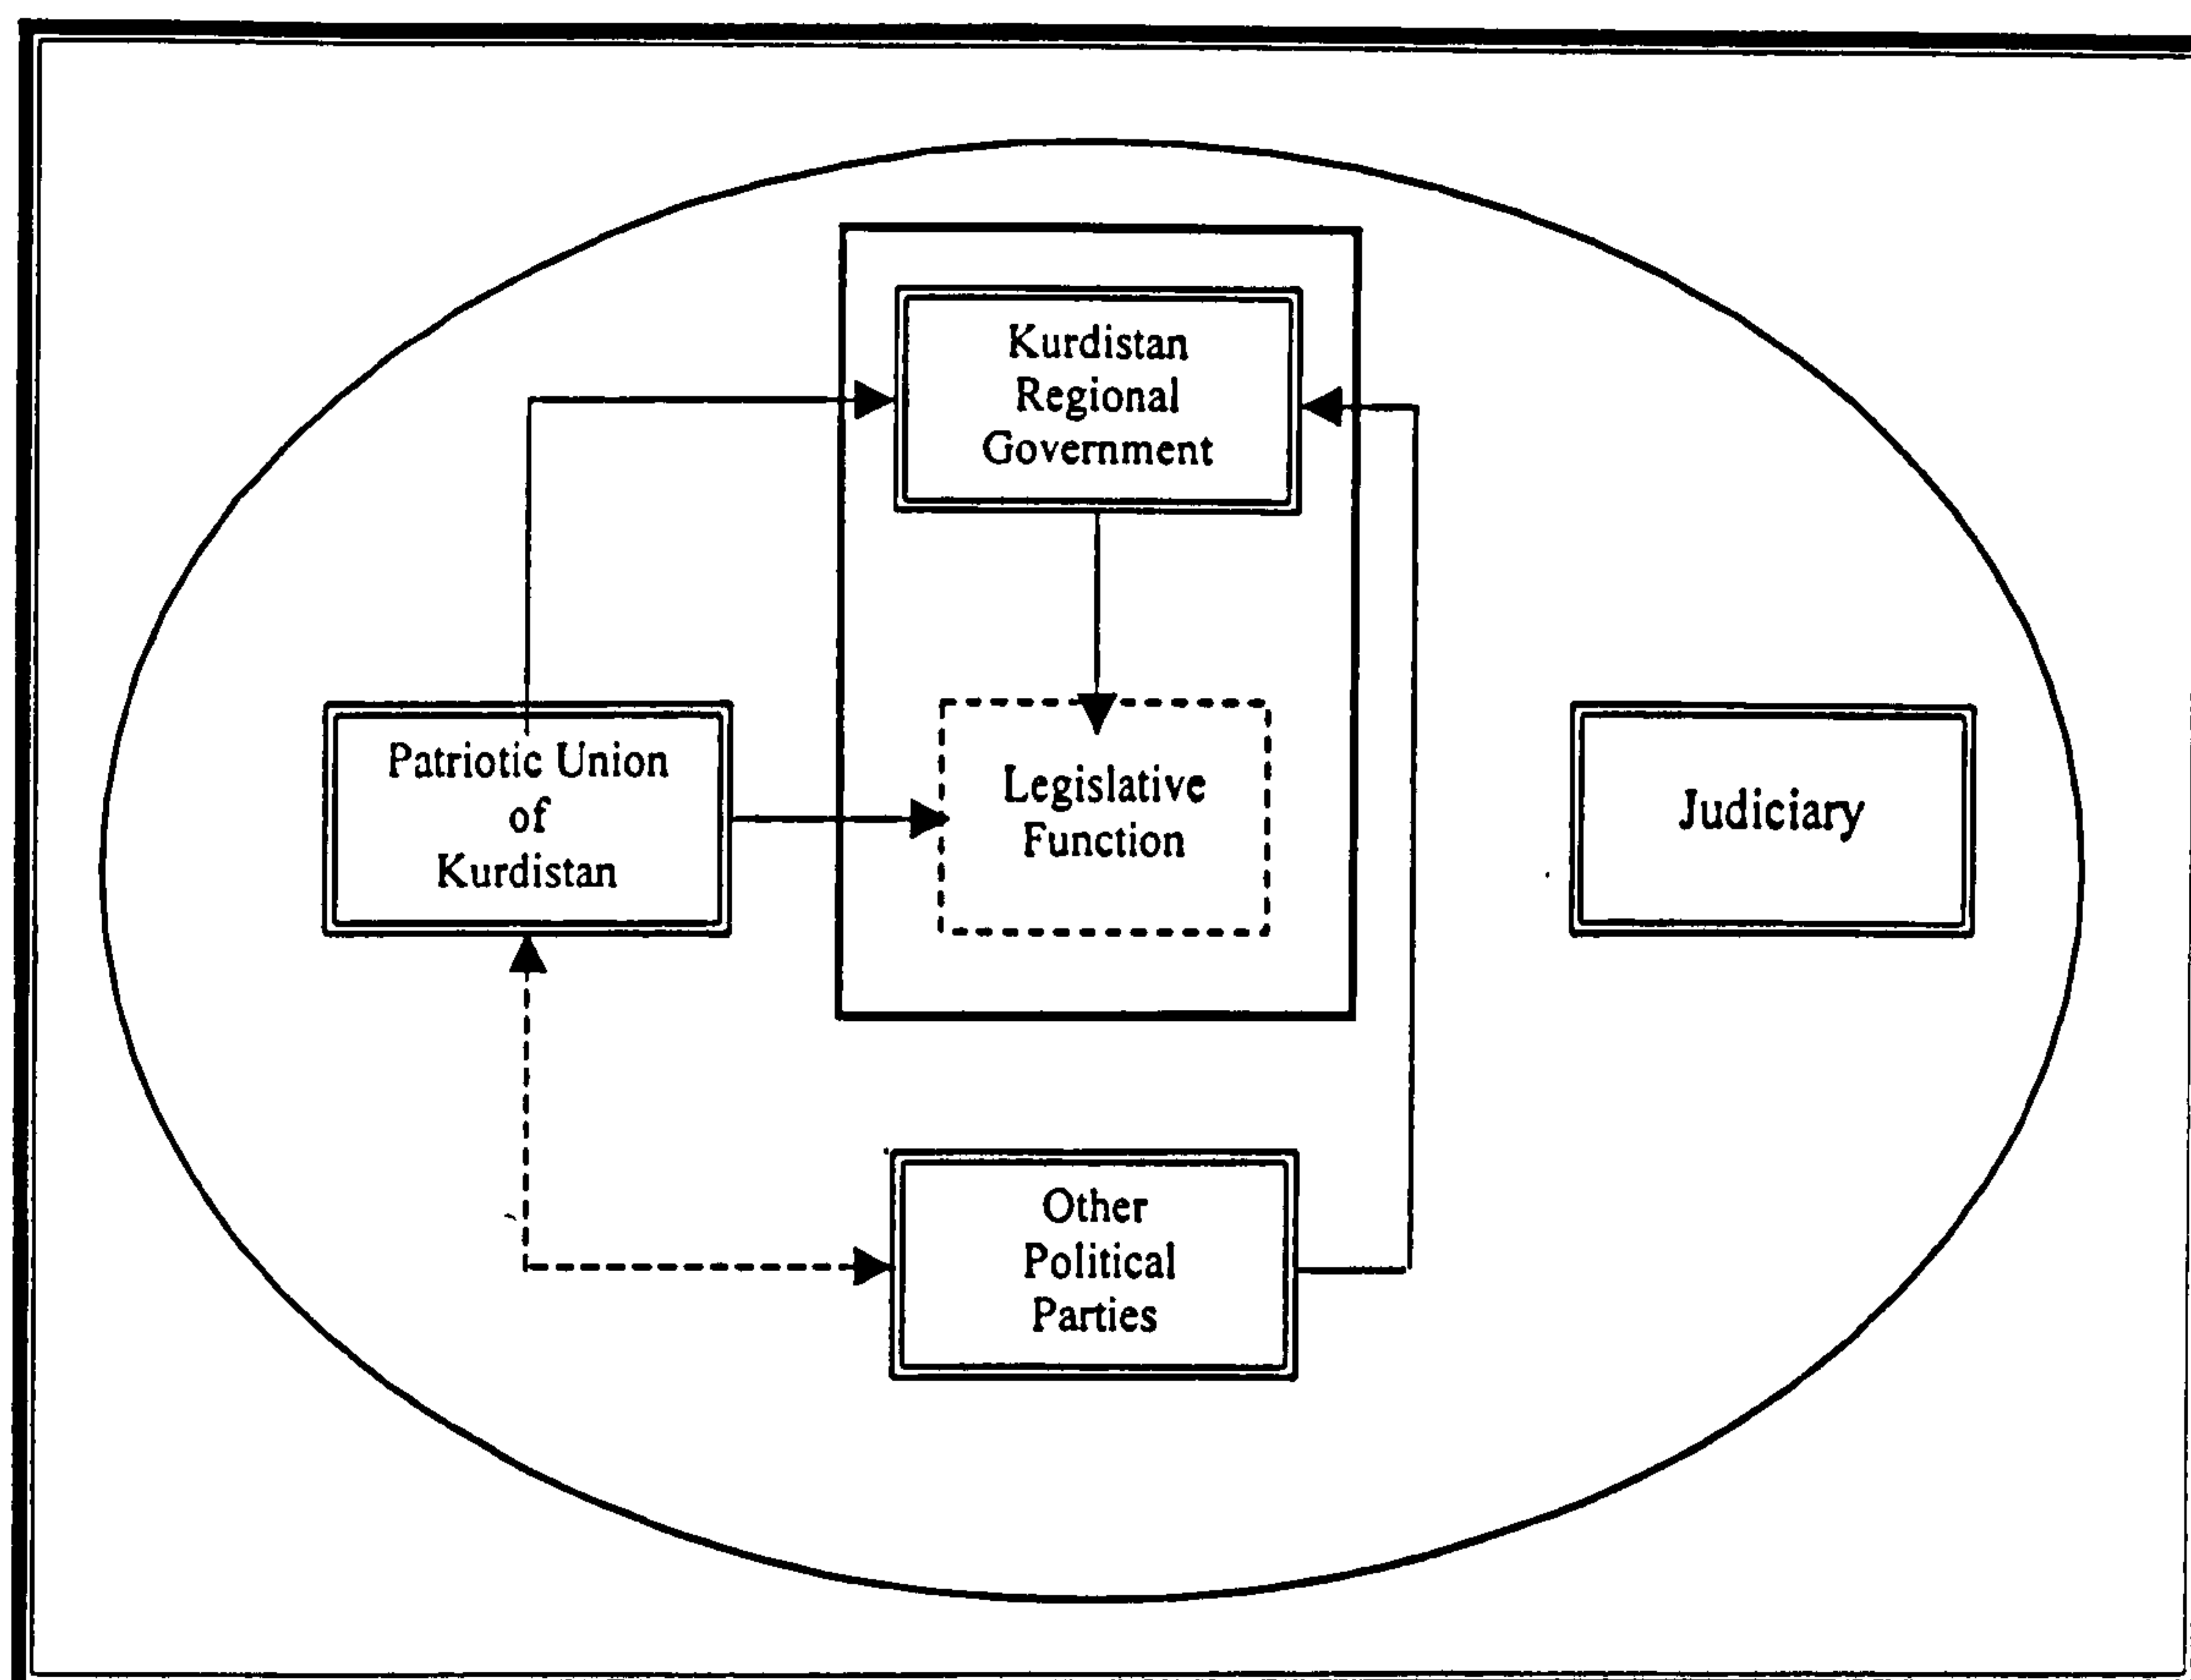 Kurdistan
Regional
Government
Patriotic Union
of
Kurdistan
Legislative
Function
Judiciary
Other
Political
Parties